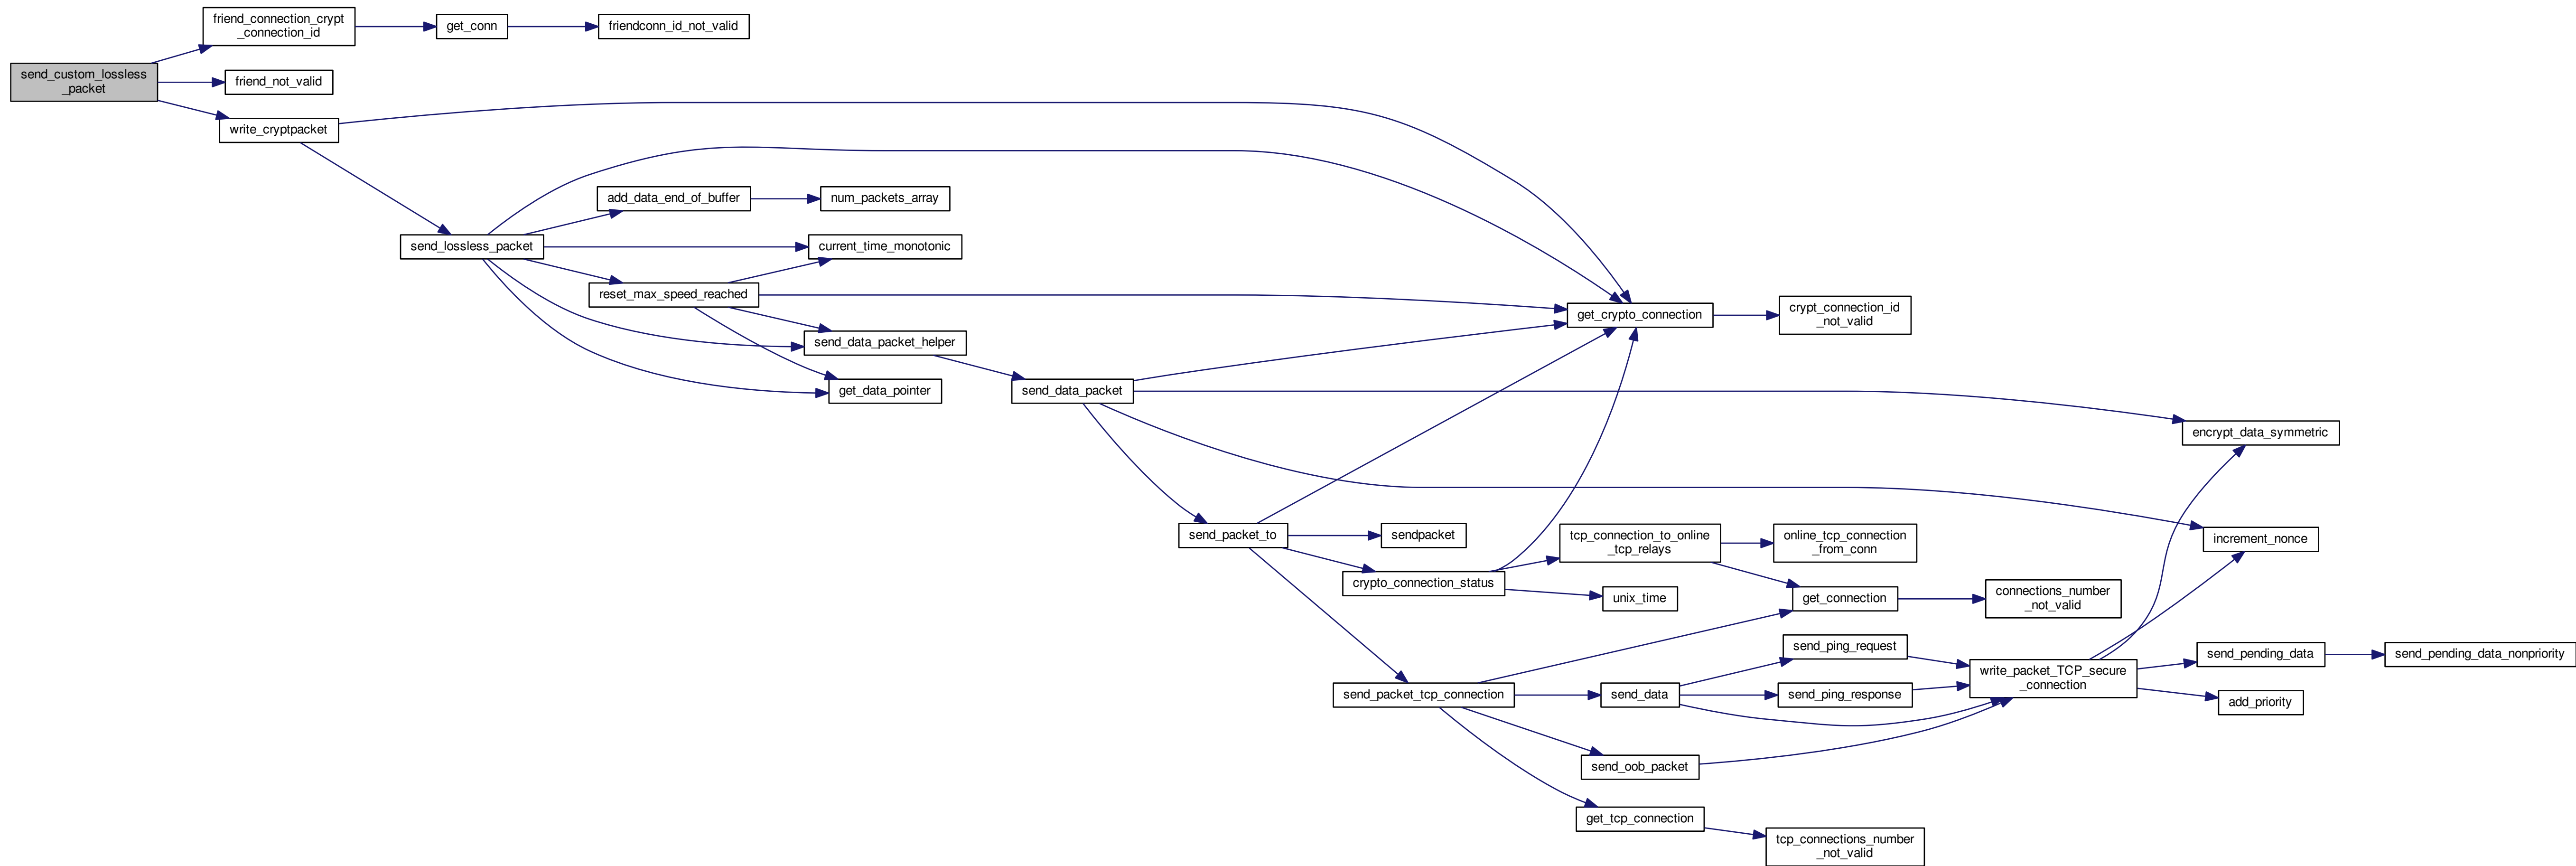 friend_connection_crypt
_connection_id
get_conn
friendconn_id_not_valid
send_custom_lossless
_packet
friend_not_valid
write_cryptpacket
add_data_end_of_buffer
num_packets_array
send_lossless_packet
current_time_monotonic
reset_max_speed_reached
get_crypto_connection
crypt_connection_id
_not_valid
send_data_packet_helper
send_data_packet
get_data_pointer
encrypt_data_symmetric
send_packet_to
sendpacket
tcp_connection_to_online
_tcp_relays
online_tcp_connection
_from_conn
increment_nonce
crypto_connection_status
unix_time
get_connection
connections_number
_not_valid
send_ping_request
write_packet_TCP_secure
_connection
send_pending_data
send_pending_data_nonpriority
send_packet_tcp_connection
send_data
send_ping_response
add_priority
send_oob_packet
get_tcp_connection
tcp_connections_number
_not_valid